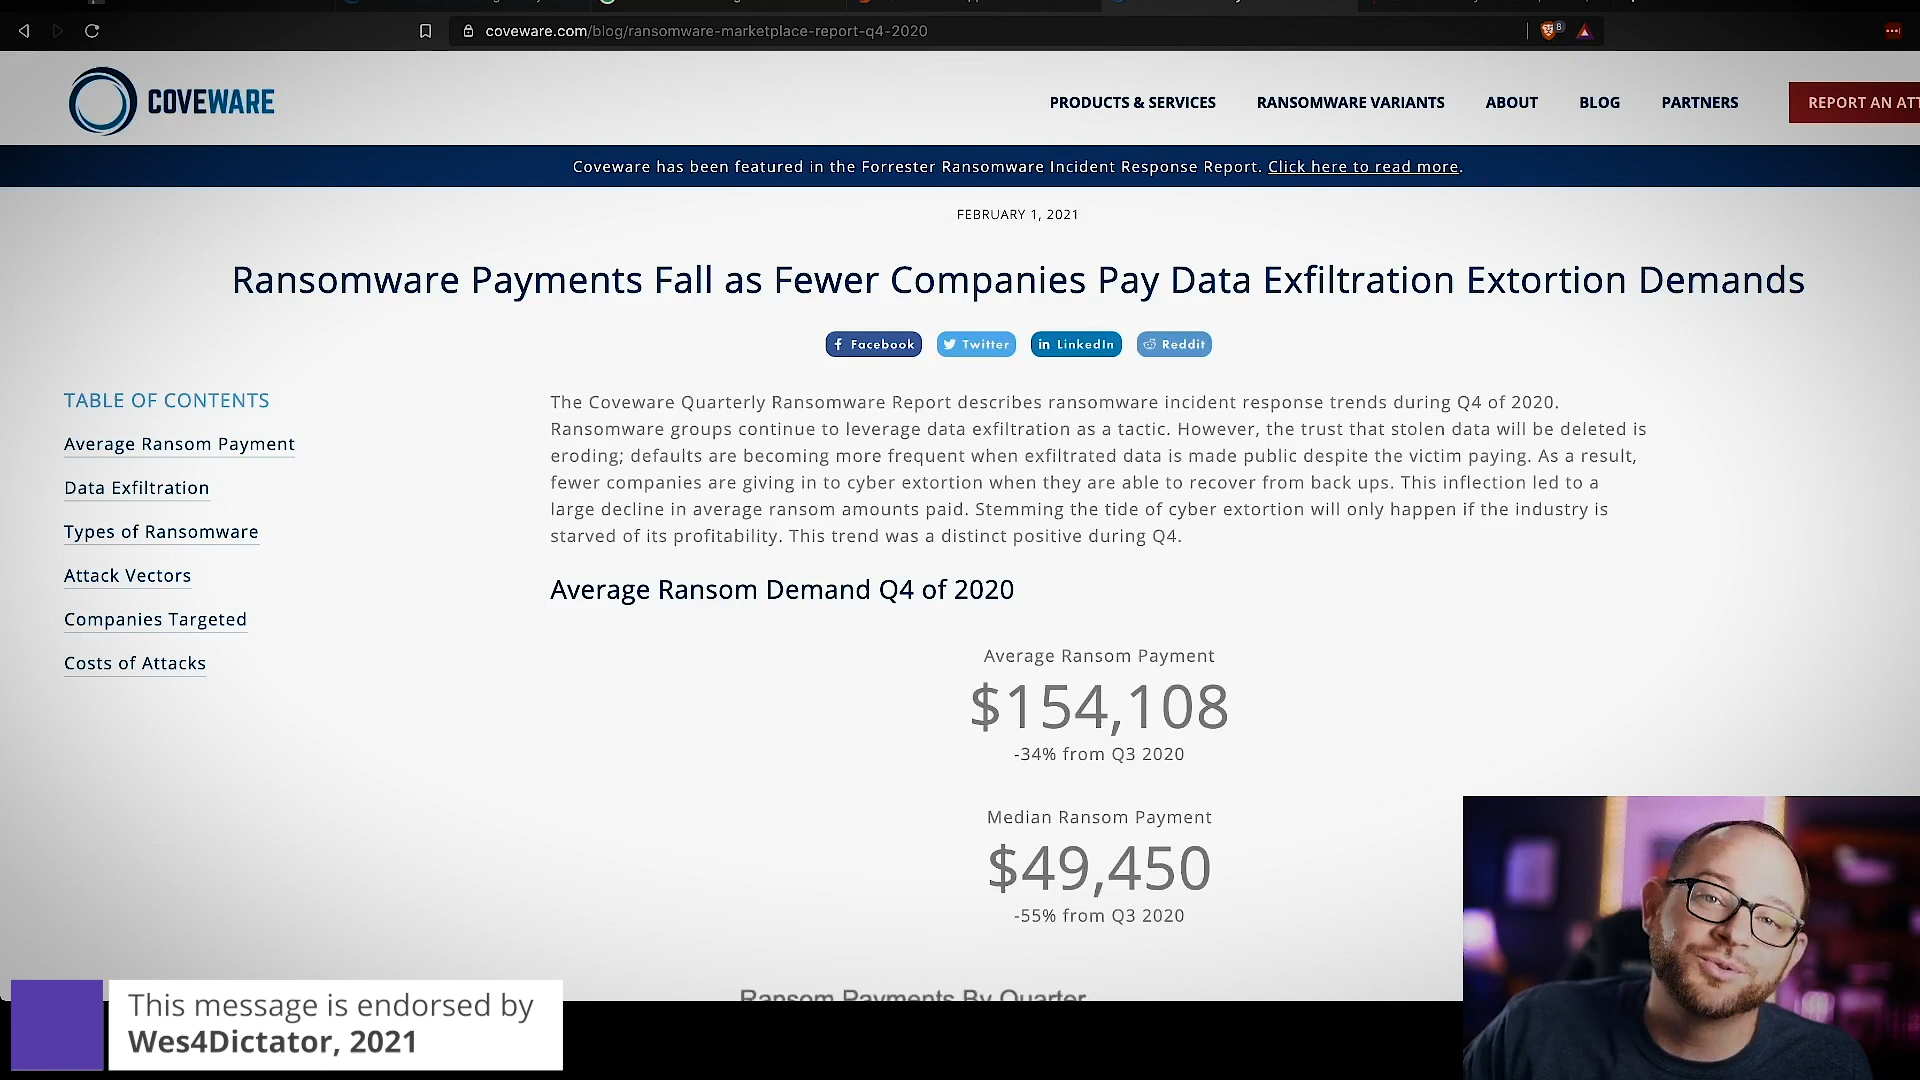 coveware.com/blog/ransomware-marketplace-report-q4-2020
8
COVEWARE
PRODUCTS & SERVICES
RANSOMWARE VARIANTS
ABOUT
BLOG
PARTNERS
REPORT AN ATT
Coveware has been featured in the Forrester Ransomware Incident Response Report. Click here to read more.
FEBRUARY 1, 2021
Ransomware Payments Fall as Fewer Companies Pay Data Exfiltration Extortion Demands
Facebook
Twitter
LinkedIn
Reddit
TABLE OF CONTENTS
Average Ransom Payment
Data Exfiltration
Types of Ransomware
Attack Vectors
Companies Targeted
Costs of Attacks
The Coveware Quarterly Ransomware Report describes ransomware incident response trends during Q4 of 2020.
Ransomware groups continue to leverage data exfiltration as a tactic. However, the trust that stolen data will be deleted is
eroding; defaults are becoming more frequent when exfiltrated data is made public despite the victim paying. As a result,
fewer companies are giving in to cyber extortion when they are able to recover from back ups. This inflection led to a
large decline in average ransom amounts paid. Stemming the tide of cyber extortion will only happen if the industry is
starved of its profitability. This trend was a distinct positive during Q4.
Average Ransom Demand Q4 of 2020
Average Ransom Payment
$154,108
-34% from Q3 2020
Median Ransom Payment
$49,450
-55% from Q3 2020
Ransom Payments By Quarter
This message is endorsed by
Wes4Dictator, 2021